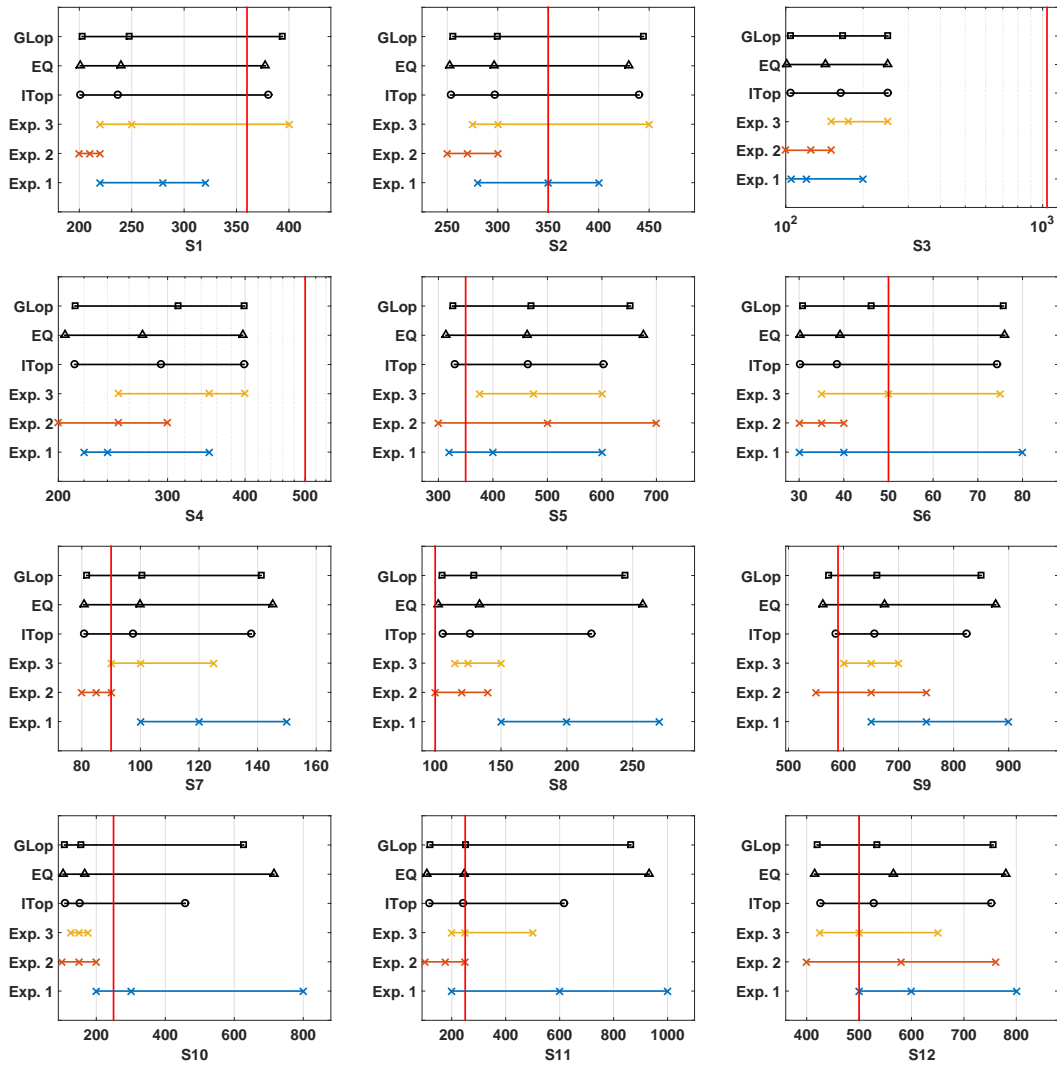 GLop
EQ
ITop
Exp. 3
Exp. 2
Exp. 1
200 250 300 350 400
S1
GLop
EQ
ITop
Exp. 3
Exp. 2
Exp. 1
250 300 350 400 450
S2
GLop
EQ
ITop
Exp. 3
Exp. 2
Exp. 1
10^2 10^3
S3
GLop
EQ
ITop
Exp. 3
Exp. 2
Exp. 1
200 300 400 500
S4
GLop
EQ
ITop
Exp. 3
Exp. 2
Exp. 1
300 400 500 600 700
S5
GLop
EQ
ITop
Exp. 3
Exp. 2
Exp. 1
30 40 50 60 70 80
S6
GLop
EQ
ITop
Exp. 3
Exp. 2
Exp. 1
80 100 120 140 160
S7
GLop
EQ
ITop
Exp. 3
Exp. 2
Exp. 1
100 150 200 250
S8
GLop
EQ
ITop
Exp. 3
Exp. 2
Exp. 1
500 600 700 800 900
S9
GLop
EQ
ITop
Exp. 3
Exp. 2
Exp. 1
200 400 600 800
S10
GLop
EQ
ITop
Exp. 3
Exp. 2
Exp. 1
200 400 600 800 1000
S11
GLop
EQ
ITop
Exp. 3
Exp. 2
Exp. 1
400 500 600 700 800
S12